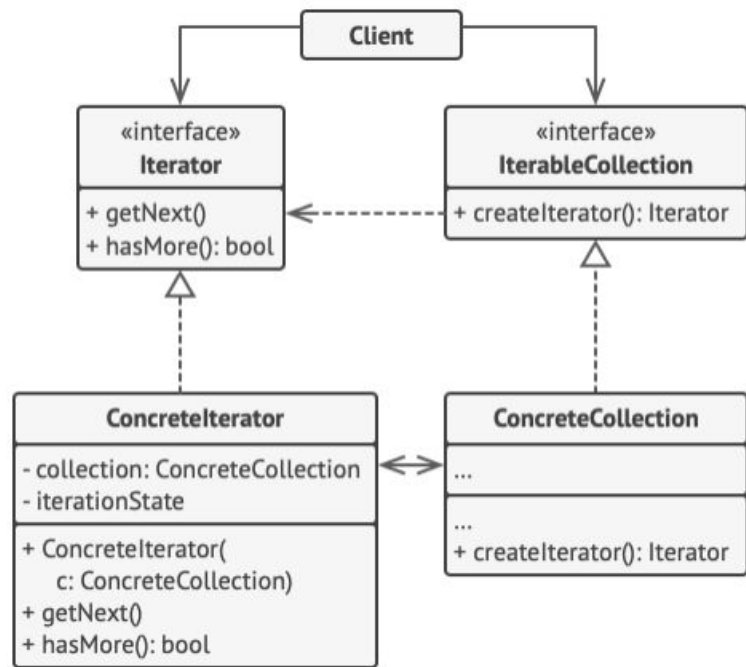 Client
«interface»
Iterator
+ getNext()
+ hasMore(): bool
«interface»
IterableCollection
+ createIterator(): Iterator
ConcreteIterator
- collection: ConcreteCollection
- iterationState
+ ConcreteIterator(
c: ConcreteCollection)
+ getNext()
+ hasMore(): bool
ConcreteCollection
...
...
+ createIterator(): Iterator